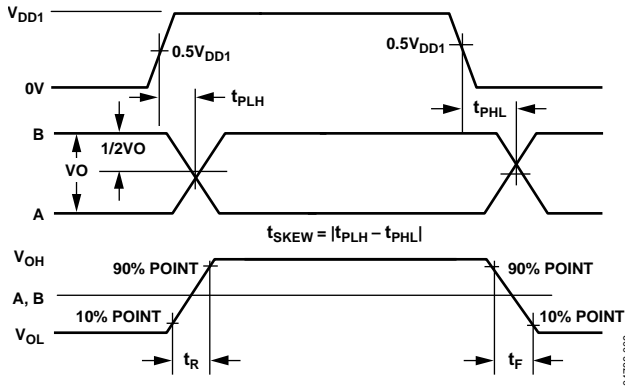 VDD1
0.5VDD1
0.5VDD1
0V
tPLH
tPHL
B
1/2VO
VO
A
tSKEW = |tPLH – tPHL|
VOH
90% POINT
90% POINT
A, B
10% POINT
10% POINT
VOL
tR
tF